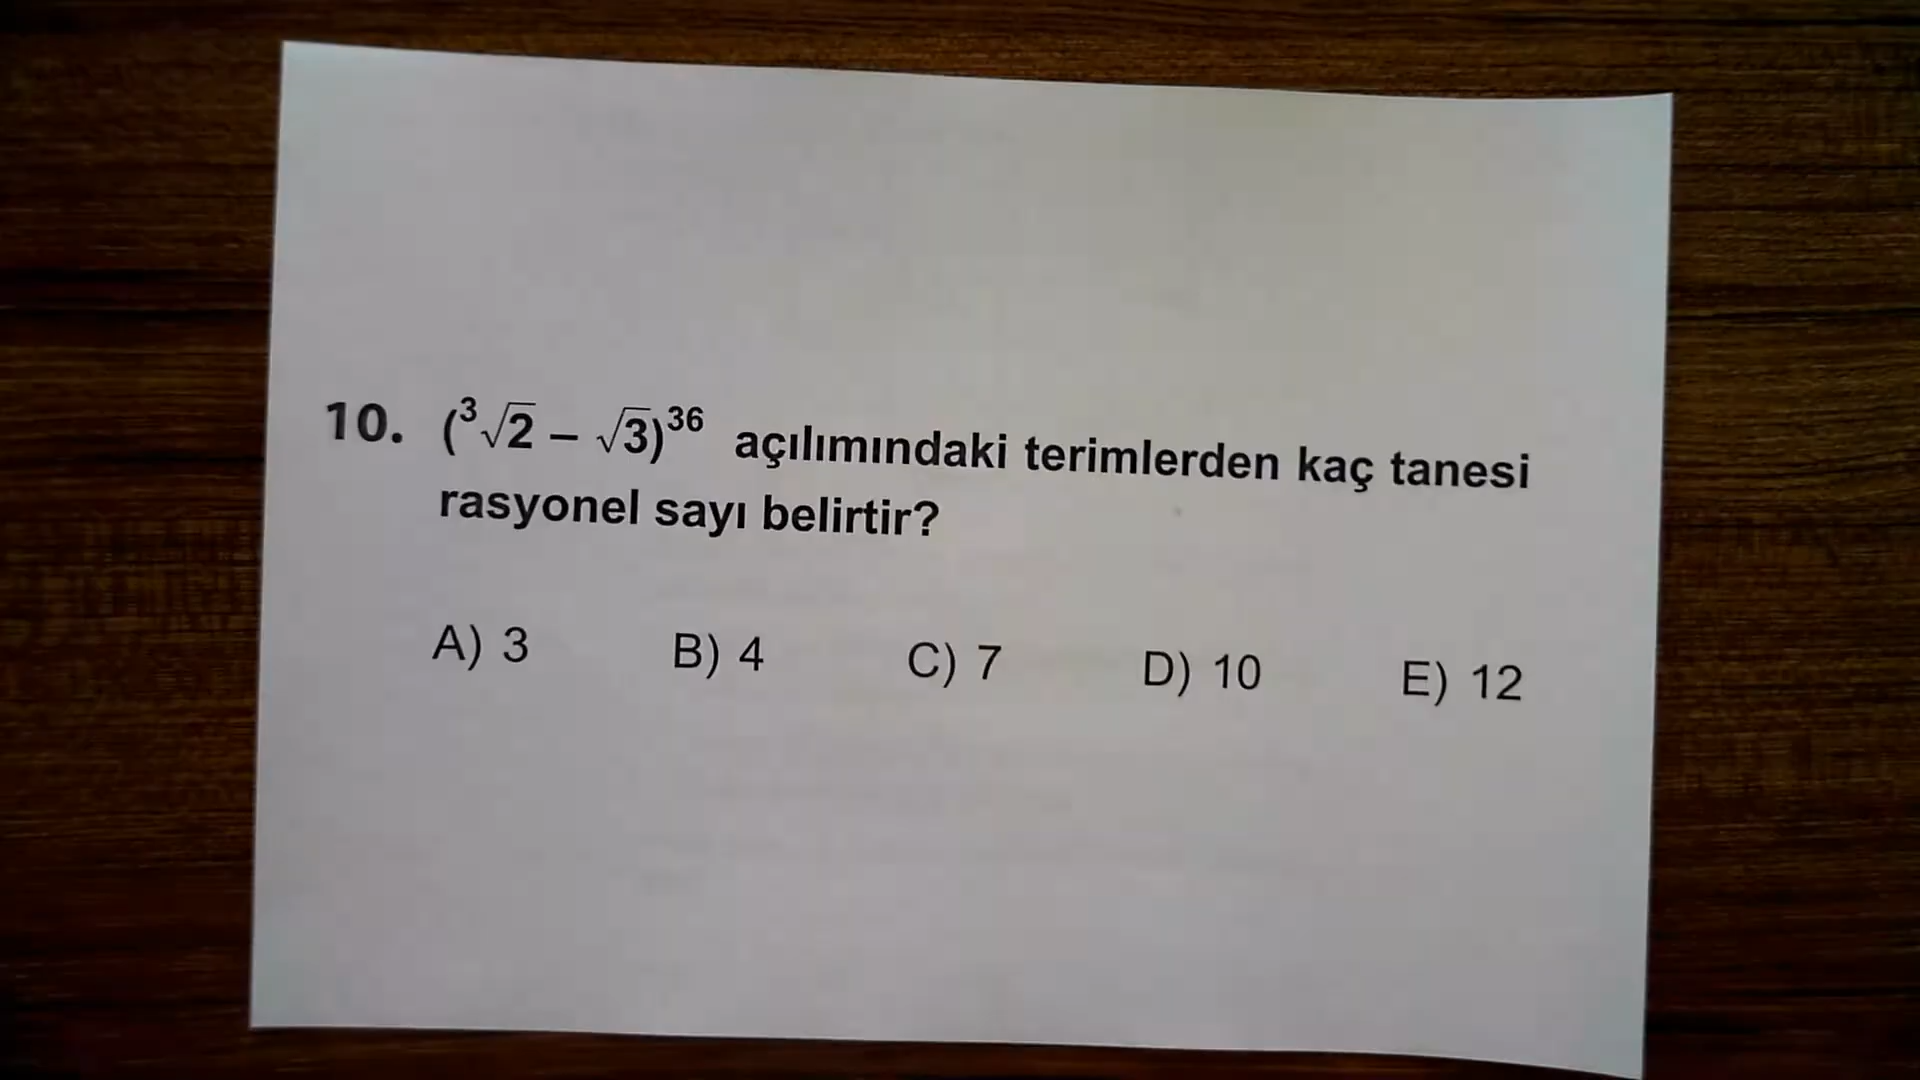 10. (³√2 – √3)³⁶ açılımındaki terimlerden kaç tanesi
rasyonel sayı belirtir?
A) 3 B) 4 C) 7 D) 10 E) 12